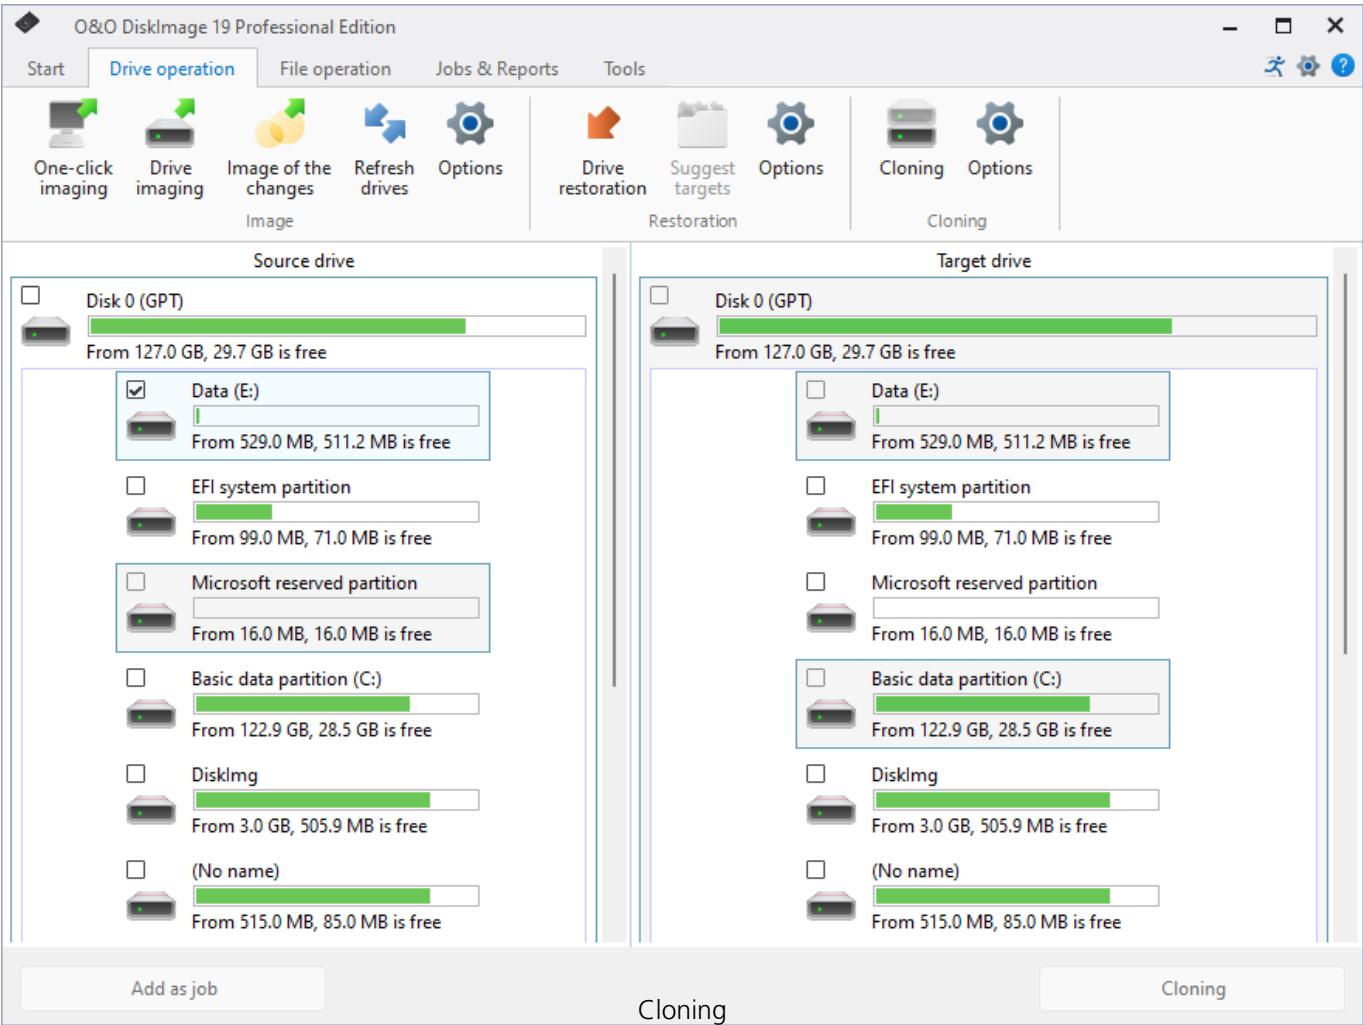 O&O DiskImage 19 Professional Edition
Start Drive operation File operation Jobs & Reports Tools
One-click imaging
Drive imaging
Image of the changes
Refresh drives
Options
Image
Drive restoration
Suggest targets
Options
Restoration
Cloning
Options
Cloning
Source drive
Disk 0 (GPT)
From 127.0 GB, 29.7 GB is free
Data (E:)
From 529.0 MB, 511.2 MB is free
EFI system partition
From 99.0 MB, 71.0 MB is free
Microsoft reserved partition
From 16.0 MB, 16.0 MB is free
Basic data partition (C:)
From 122.9 GB, 28.5 GB is free
DiskImg
From 3.0 GB, 505.9 MB is free
(No name)
From 515.0 MB, 85.0 MB is free
Target drive
Disk 0 (GPT)
From 127.0 GB, 29.7 GB is free
Data (E:)
From 529.0 MB, 511.2 MB is free
EFI system partition
From 99.0 MB, 71.0 MB is free
Microsoft reserved partition
From 16.0 MB, 16.0 MB is free
Basic data partition (C:)
From 122.9 GB, 28.5 GB is free
DiskImg
From 3.0 GB, 505.9 MB is free
(No name)
From 515.0 MB, 85.0 MB is free
Add as job
Cloning
Cloning